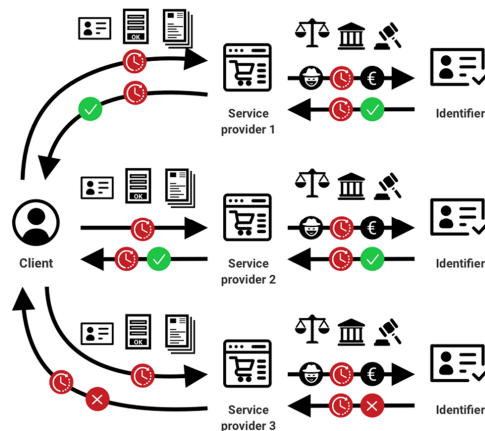 OK
Service
provider 1
Identifier
€
OK
Client
Service
provider 2
Identifier
€
OK
Service
provider 3
Identifier
€